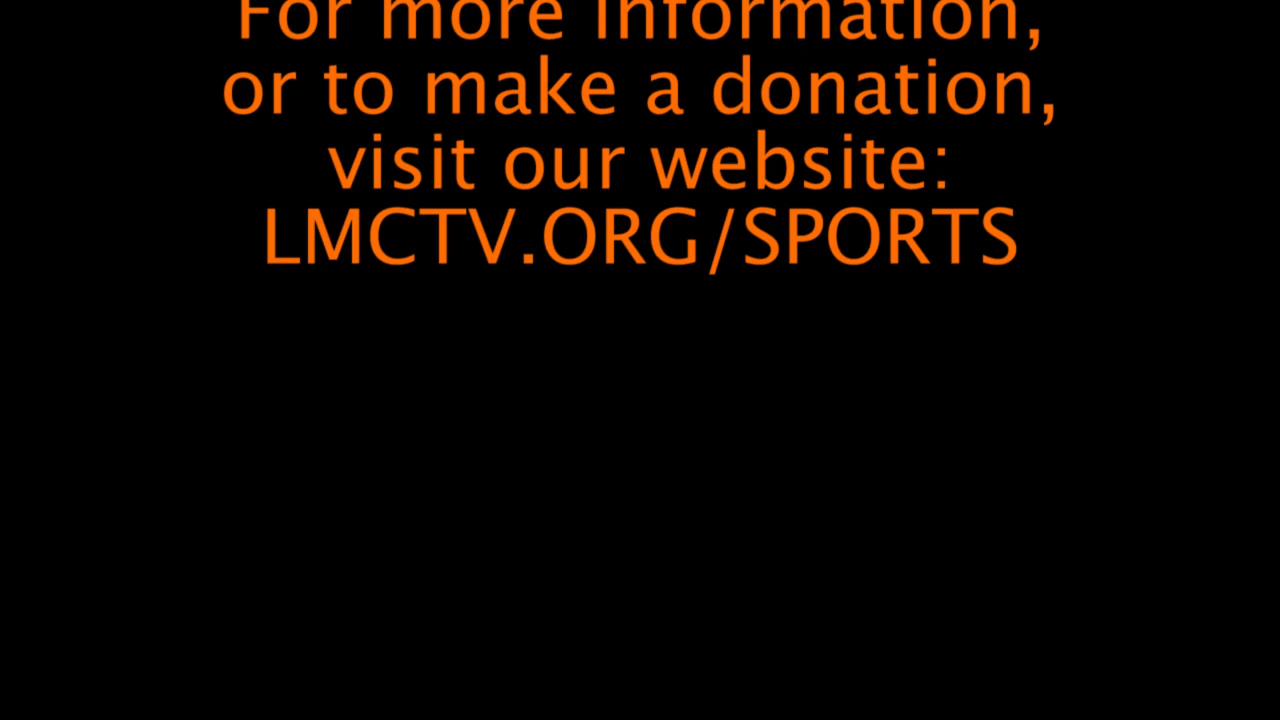 For more information,
or to make a donation,
visit our website:
LMCTV.ORG/SPORTS